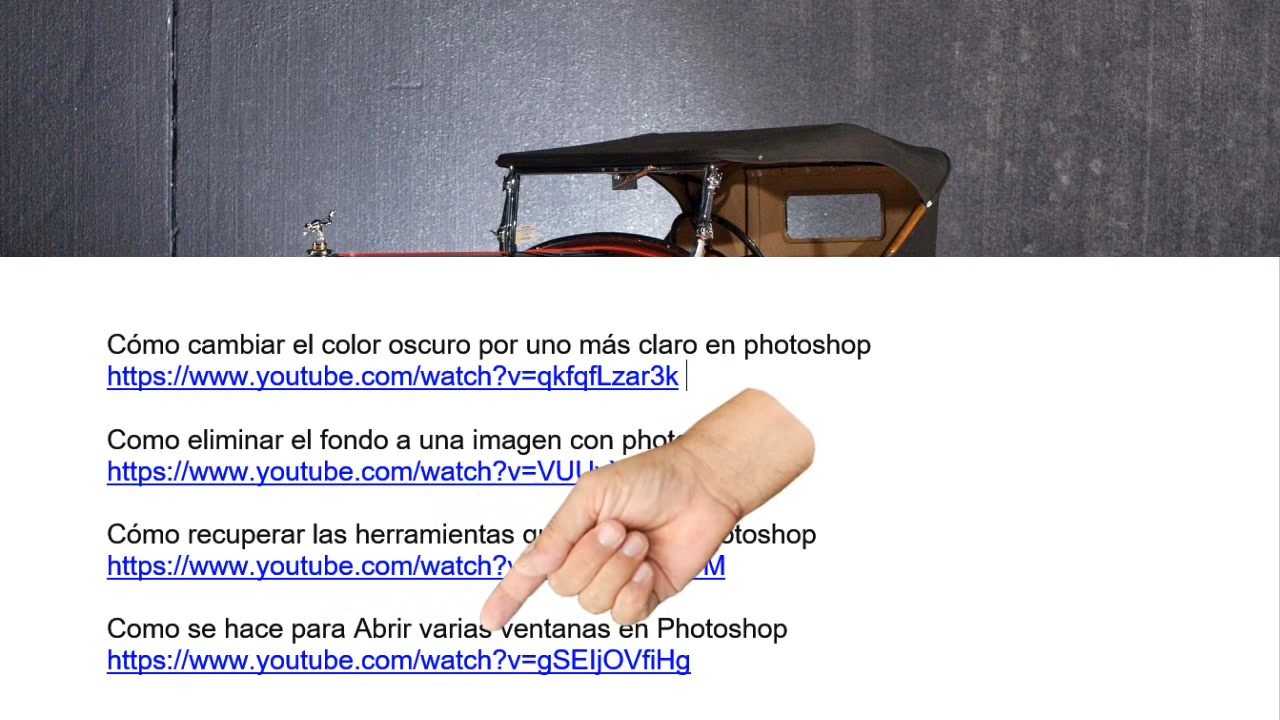 Cómo cambiar el color oscuro por uno más claro en photoshop
https://www.youtube.com/watch?v=qkfqfLzar3k
Como eliminar el fondo a una imagen con
https://www.youtube.com/watch?v=
Cómo recuperar las herramientas
https://www.youtube.com/watch?
Como se hace para Abrir varias ventanas en Photoshop
https://www.youtube.com/watch?v=gSEIjOVfiHg